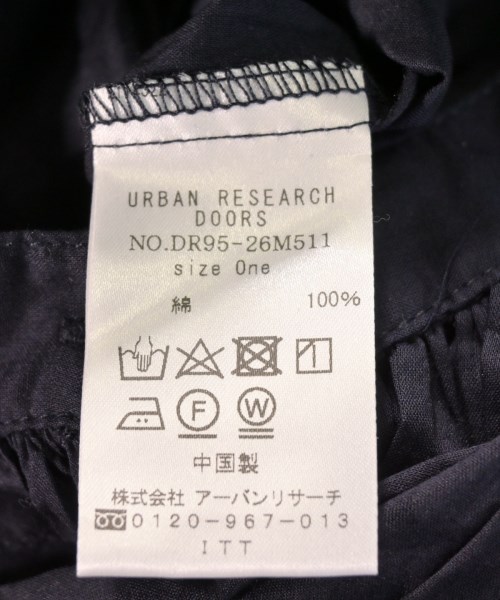 URBAN RESEARCH
DOORS
NO.DR95-26M511
size One
綿 100%
F W
中国製
株式会社 アーバンリサーチ
0120-967-013
ITT